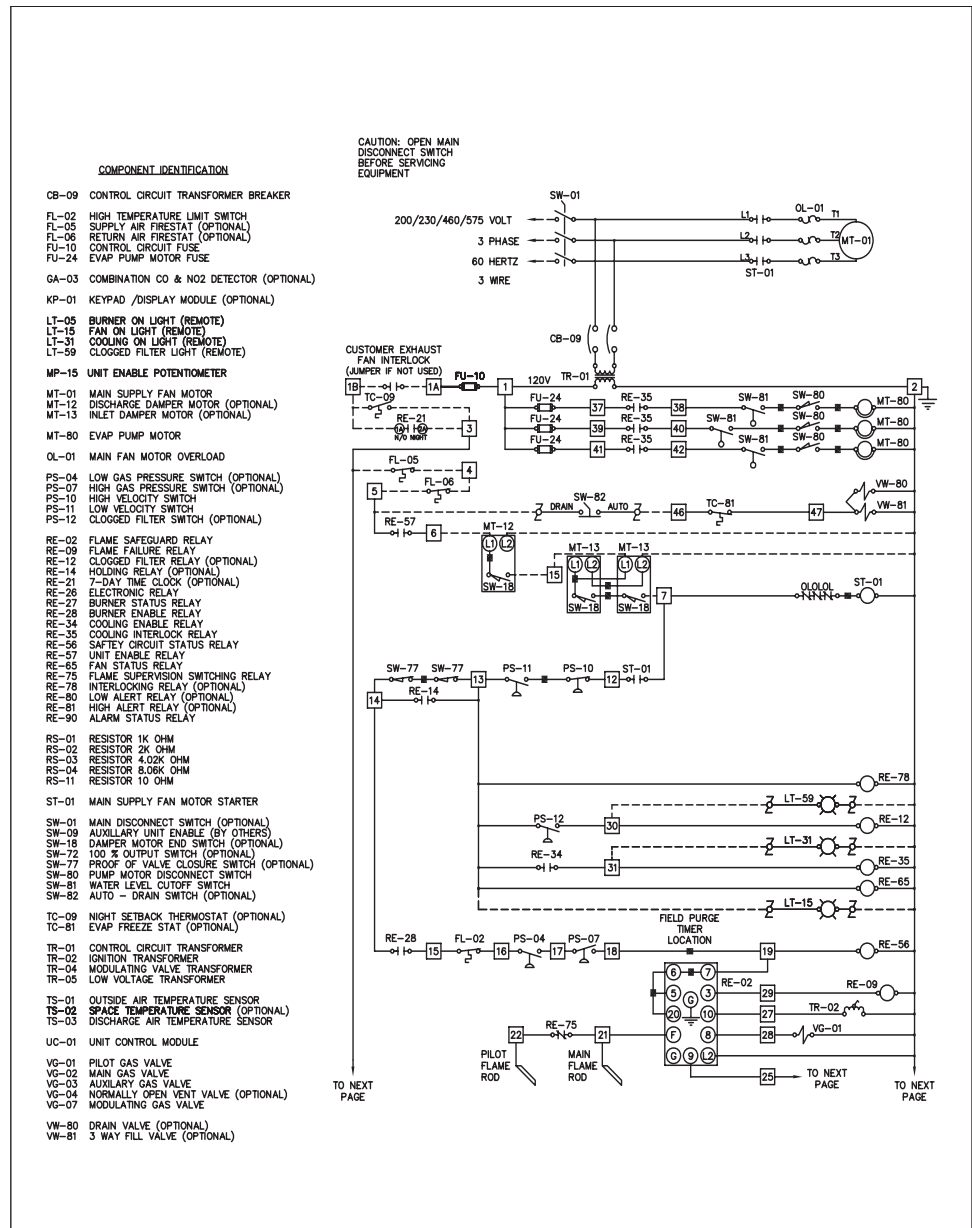 CAUTION: OPEN MAIN
DISCONNECT SWITCH
BEFORE SERVICING
EQUIPMENT
COMPONENT IDENTIFICATION
CB-09 CONTROL CIRCUIT TRANSFORMER BREAKER
FL-02 HIGH TEMPERATURE LIMIT SWITCH
FL-05 SUPPLY AIR FIRESTAT (OPTIONAL)
FL-06 RETURN AIR FIRESTAT (OPTIONAL)
FU-10 CONTROL CIRCUIT FUSE
FU-24 EVAP PUMP MOTOR FUSE
GA-03 COMBINATION CO & NO2 DETECTOR (OPTIONAL)
KP-01 KEYPAD /DISPLAY MODULE (OPTIONAL)
LT-05 BURNER ON LIGHT (REMOTE)
LT-15 FAN ON LIGHT (REMOTE)
LT-31 COOLING ON LIGHT (REMOTE)
LT-59 CLOGGED FILTER LIGHT (REMOTE)
MP-15 UNIT ENABLE POTENTIOMETER
MT-01 MAIN SUPPLY FAN MOTOR
MT-12 DISCHARGE DAMPER MOTOR (OPTIONAL)
MT-13 INLET DAMPER MOTOR (OPTIONAL)
MT-80 EVAP PUMP MOTOR
OL-01 MAIN FAN MOTOR OVERLOAD
PS-04 LOW GAS PRESSURE SWITCH (OPTIONAL)
PS-07 HIGH GAS PRESSURE SWITCH (OPTIONAL)
PS-10 HIGH VELOCITY SWITCH
PS-11 LOW VELOCITY SWITCH
PS-12 CLOGGED FILTER SWITCH (OPTIONAL)
RE-02 FLAME SAFEGUARD RELAY
RE-09 FLAME FAILURE RELAY
RE-12 CLOGGED FILTER RELAY (OPTIONAL)
RE-14 HOLDING RELAY (OPTIONAL)
RE-21 7-DAY TIME CLOCK (OPTIONAL)
RE-26 ELECTRONIC RELAY
RE-27 BURNER STATUS RELAY
RE-28 BURNER ENABLE RELAY
RE-34 COOLING ENABLE RELAY
RE-35 COOLING INTERLOCK RELAY
RE-56 SAFTEY CIRCUIT STATUS RELAY
RE-57 UNIT ENABLE RELAY
RE-65 FAN STATUS RELAY
RE-75 FLAME SUPERVISION SWITCHING RELAY
RE-78 INTERLOCKING RELAY (OPTIONAL)
RE-80 LOW ALERT RELAY (OPTIONAL)
RE-81 HIGH ALERT RELAY (OPTIONAL)
RE-90 ALARM STATUS RELAY
RS-01 RESISTOR 1K OHM
RS-02 RESISTOR 2K OHM
RS-03 RESISTOR 4.02K OHM
RS-04 RESISTOR 8.06K OHM
RS-11 RESISTOR 10 OHM
ST-01 MAIN SUPPLY FAN MOTOR STARTER
SW-01 MAIN DISCONNECT SWITCH (OPTIONAL)
SW-09 AUXILLARY UNIT ENABLE (BY OTHERS)
SW-18 DAMPER MOTOR END SWITCH (OPTIONAL)
SW-72 100 % OUTPUT SWITCH (OPTIONAL)
SW-77 PROOF OF VALVE CLOSURE SWITCH (OPTIONAL)
SW-80 PUMP MOTOR DISCONNECT SWITCH
SW-81 WATER LEVEL CUTOFF SWITCH
SW-82 AUTO - DRAIN SWITCH (OPTIONAL)
TC-09 NIGHT SETBACK THERMOSTAT (OPTIONAL)
TC-81 EVAP FREEZE STAT (OPTIONAL)
TR-01 CONTROL CIRCUIT TRANSFORMER
TR-02 IGNITION TRANSFORMER
TR-04 MODULATING VALVE TRANSFORMER
TR-05 LOW VOLTAGE TRANSFORMER
TS-01 OUTSIDE AIR TEMPERATURE SENSOR
TS-02 SPACE TEMPERATURE SENSOR (OPTIONAL)
TS-03 DISCHARGE AIR TEMPERATURE SENSOR
UC-01 UNIT CONTROL MODULE
VG-01 PILOT GAS VALVE
VG-02 MAIN GAS VALVE
VG-03 AUXILARY GAS VALVE
VG-04 NORMALLY OPEN VENT VALVE (OPTIONAL)
VG-07 MODULATING GAS VALVE
VW-80 DRAIN VALVE (OPTIONAL)
VW-81 3 WAY FILL VALVE (OPTIONAL)
SW-01
200/230/460/575 VOLT L1 OL-01 T1
3 PHASE L2 T2 MT-01
60 HERTZ L3 T3
3 WIRE ST-01
CB-09
CUSTOMER EXHAUST
FAN INTERLOCK
(JUMPER IF NOT USED)
1B 1A FU-10 1 120V TR-01 2
TC-09
RE-21
1A 2A 3
N/O NIGHT
FU-24 37 RE-35 38 SW-81 SW-80 MT-80
FU-24 39 RE-35 40 SW-81 SW-80 MT-80
FU-24 41 RE-35 42 SW-81 SW-80 MT-80
FL-05 4
5 FL-06
DRAIN SW-82 AUTO 46 TC-81 47 VW-80
VW-81
RE-57 6
MT-12 L1 L2 SW-18
15
MT-13 L1 L2 SW-18
MT-13 L1 L2 SW-18
7 OLOLOL ST-01
SW-77 SW-77 13 PS-11 PS-10 12 ST-01
14 RE-14
RE-78
LT-59
PS-12 30 RE-12
LT-31
RE-34 31 RE-35
RE-65
LT-15
FIELD PURGE
TIMER
LOCATION
RE-28 15 FL-02 16 PS-04 17 PS-07 18 19 RE-56
6 7 RE-02
5 G 3 29 RE-09
20 10 27 TR-02
22 RE-75 21 F 8 28 VG-01
PILOT
FLAME
ROD
MAIN
FLAME
ROD
G 9 L2
25 TO NEXT
PAGE
TO NEXT
PAGE
TO NEXT
PAGE